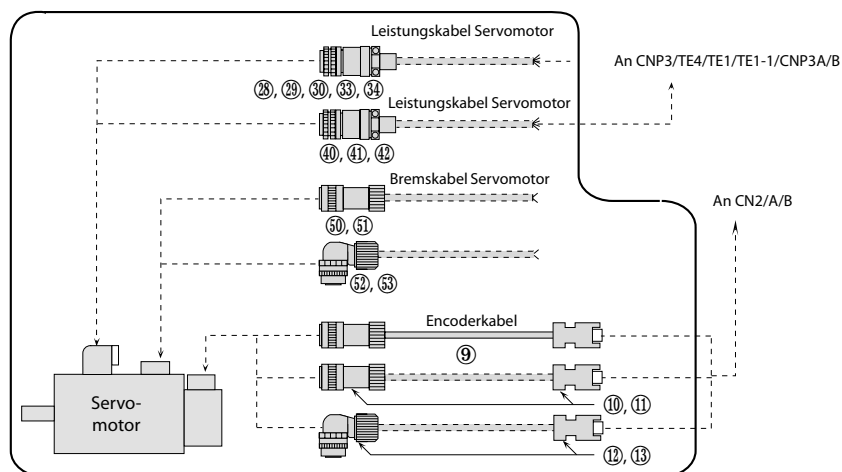 Leistungskabel Servomotor
An CNP3/TE4/TE1/TE1-1/CNP3A/B
㉘, ㉙, ㉚, ㉝, ㉞
Leistungskabel Servomotor
㊵, ㊶, ㊷
Bremskabel Servomotor
㊿, 51
An CN2/A/B
52, 53
Encoderkabel
⑨
⑩, ⑪
Servo-
motor
⑫, ⑬